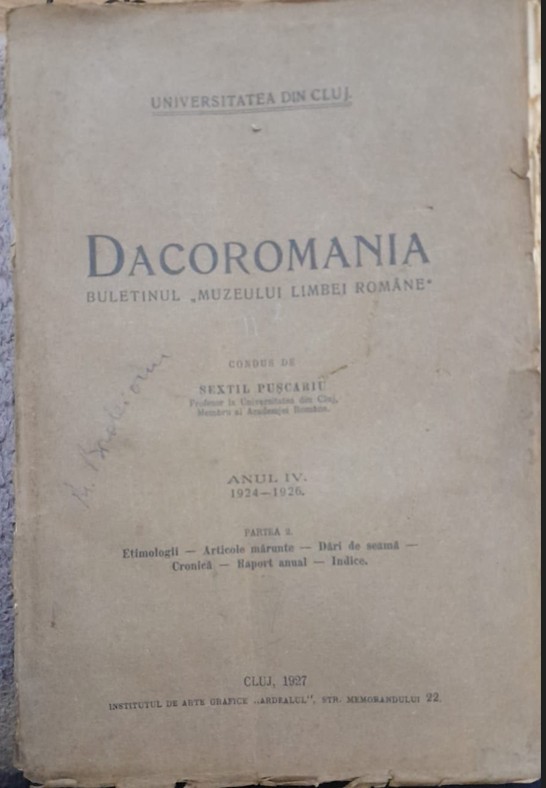 UNIVERSITATEA DIN CLUJ.
DACOROMANIA
BULETINUL „MUZEULUI LIMBEI ROMÂNE"
CONDUS DE
SEXTIL PUȘCARIU
Profesor la Universitatea din Cluj,
Membru al Academiei Române.
ANUL IV.
1924—1926.
PARTEA 2.
Etimologii — Articole mărunte — Dări de seamă —
Cronică — Raport anual — Indice.
CLUJ, 1927
INSTITUTUL DE ARTE GRAFICE „ARDEALUL", STR. MEMORANDULUI 22.